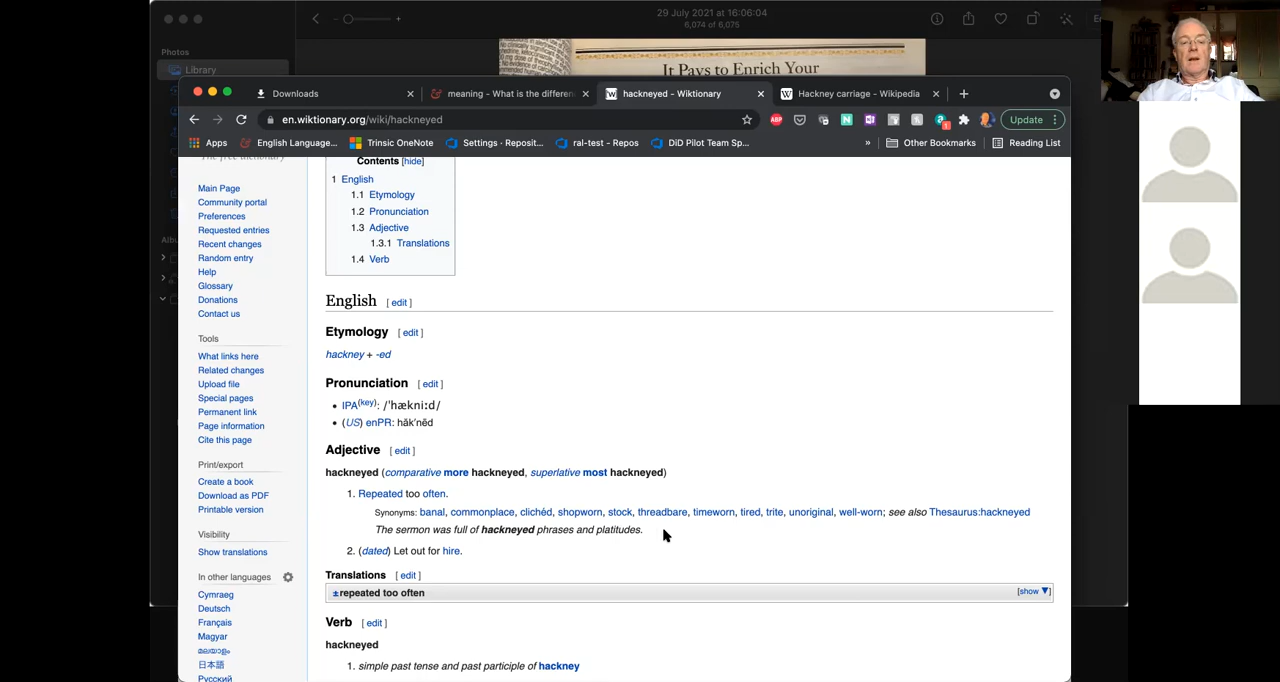 29 July 2021 at 16:06:04
6,074 of 6,075
Photos
Library
It Pays to Enrich Your
Downloads
meaning - What is the differen
hackneyed - Wiktionary
Hackney carriage - Wikipedia
en.wiktionary.org/wiki/hackneyed
Update
Apps
English Language...
Trinsic OneNote
Settings · Reposit...
ral-test - Repos
DiD Pilot Team Sp...
»
Other Bookmarks
Reading List
Main Page
Community portal
Preferences
Requested entries
Recent changes
Random entry
Help
Glossary
Donations
Contact us
Tools
What links here
Related changes
Upload file
Special pages
Permanent link
Page information
Cite this page
Print/export
Create a book
Download as PDF
Printable version
Visibility
Show translations
In other languages
Cymraeg
Deutsch
Français
Magyar
മലയാളം
日本語
Русский
Contents [hide]
1 English
1.1 Etymology
1.2 Pronunciation
1.3 Adjective
1.3.1 Translations
1.4 Verb
English [ edit ]
Etymology [ edit ]
hackney + -ed
Pronunciation [ edit ]
• IPA(key): /ˈhækniːd/
• (US) enPR: hăk′nēd
Adjective [ edit ]
hackneyed (comparative more hackneyed, superlative most hackneyed)
1. Repeated too often.
Synonyms: banal, commonplace, clichéd, shopworn, stock, threadbare, timeworn, tired, trite, unoriginal, well-worn; see also Thesaurus:hackneyed
The sermon was full of hackneyed phrases and platitudes.
2. (dated) Let out for hire.
Translations [ edit ]
±repeated too often
[show ▼]
Verb [ edit ]
hackneyed
1. simple past tense and past participle of hackney